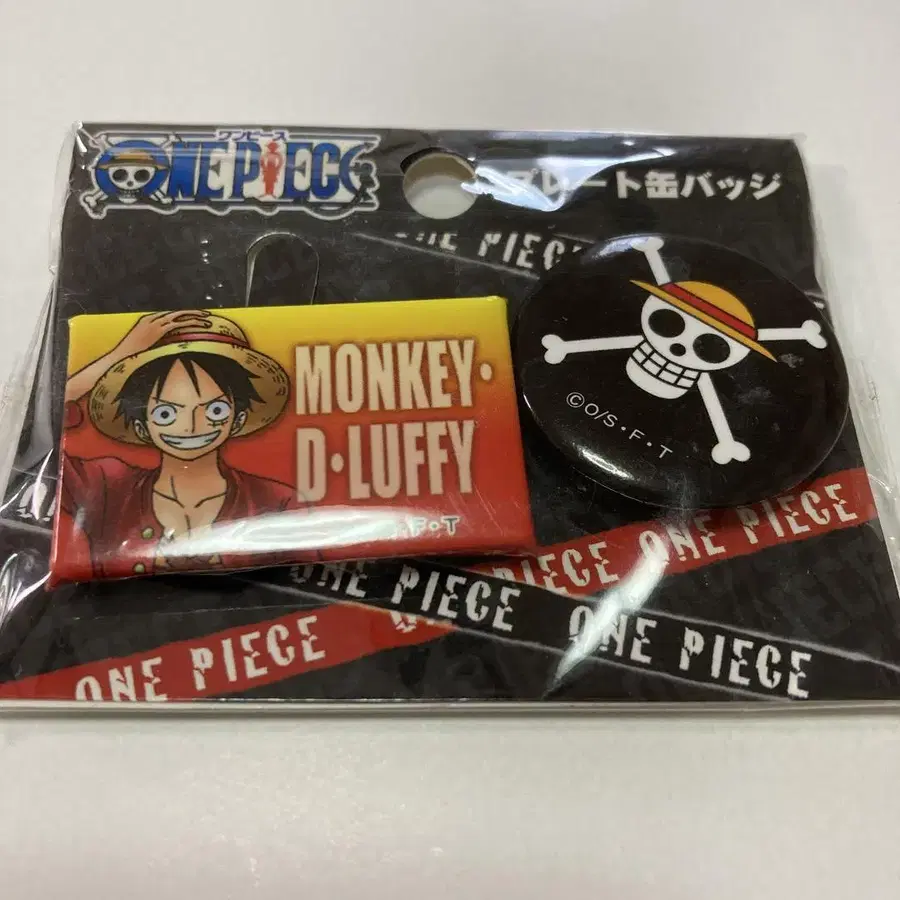 ワンピース
ONE PIECE
プレート缶バッジ
ONE PIECE
MONKEY·
D·LUFFY
F·T
©O/S·F·T
ONE PIECE
PIECE
ONE PIECE
ONE PIECE
ONE PIECE